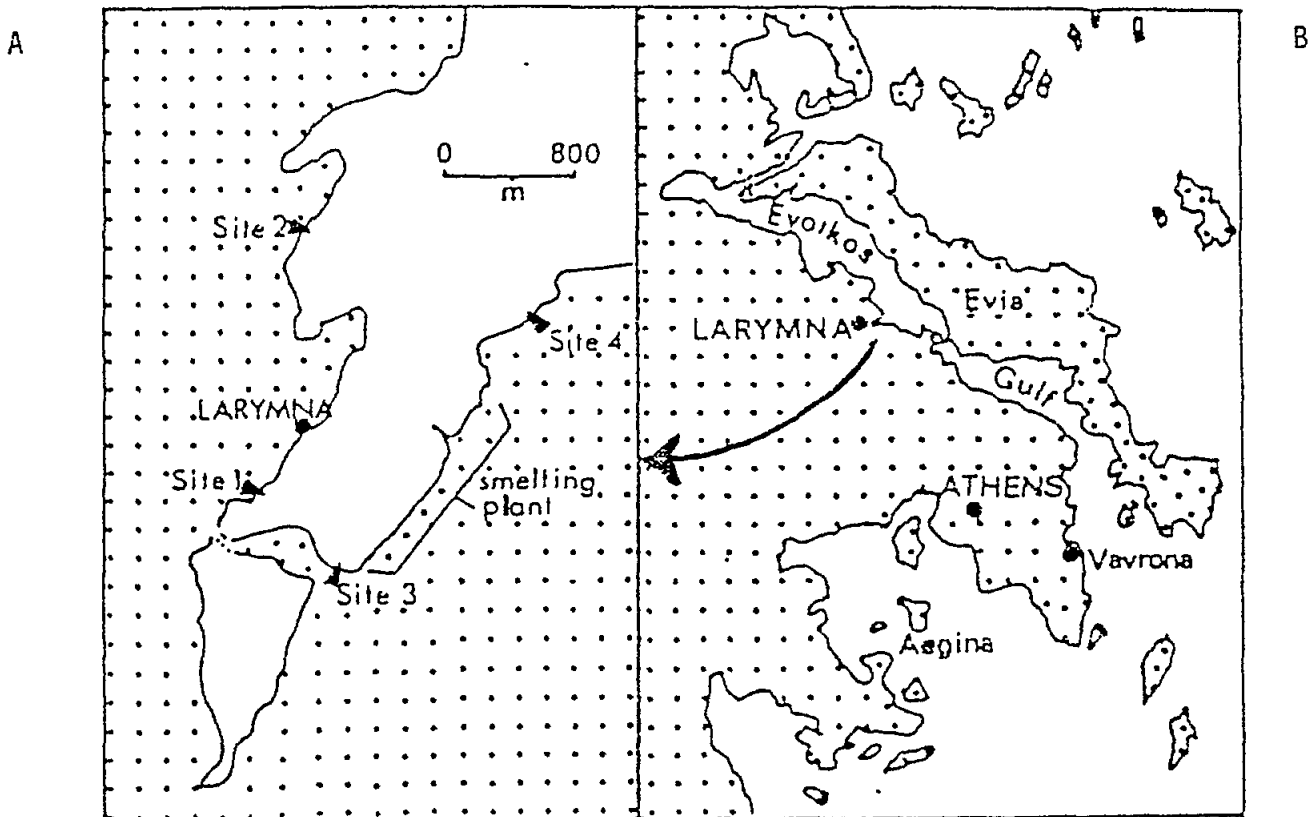 A
B
0 800
m
Site 2
Site 4
LARYMNA
Site 1
smelting
plant
Site 3
Evoikos
Evia
LARYMNA
Gulf
ATHENS
Vavrona
Aegina